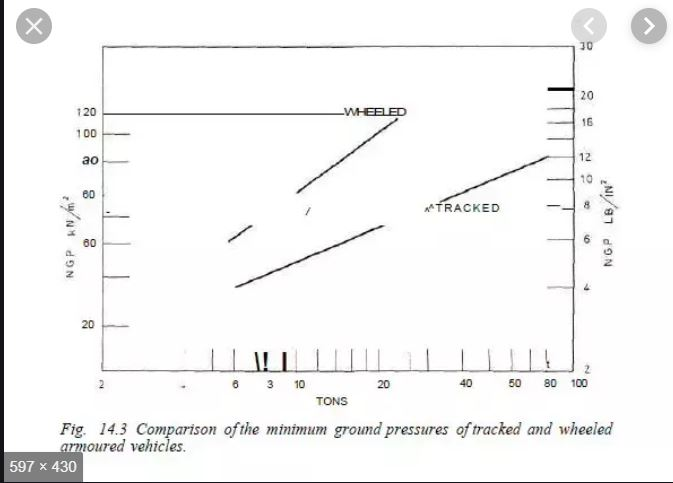 30
WHEELED
120
20
100
16
ao
12
10
60
8
TRACKED
NGP kN/m²
NGP LB/IN²
60
6
4
20
2
2 6 3 10 20 40 50 80 100
TONS
Fig. 14.3 Comparison of the minimum ground pressures of tracked and wheeled
armoured vehicles.
597 × 430